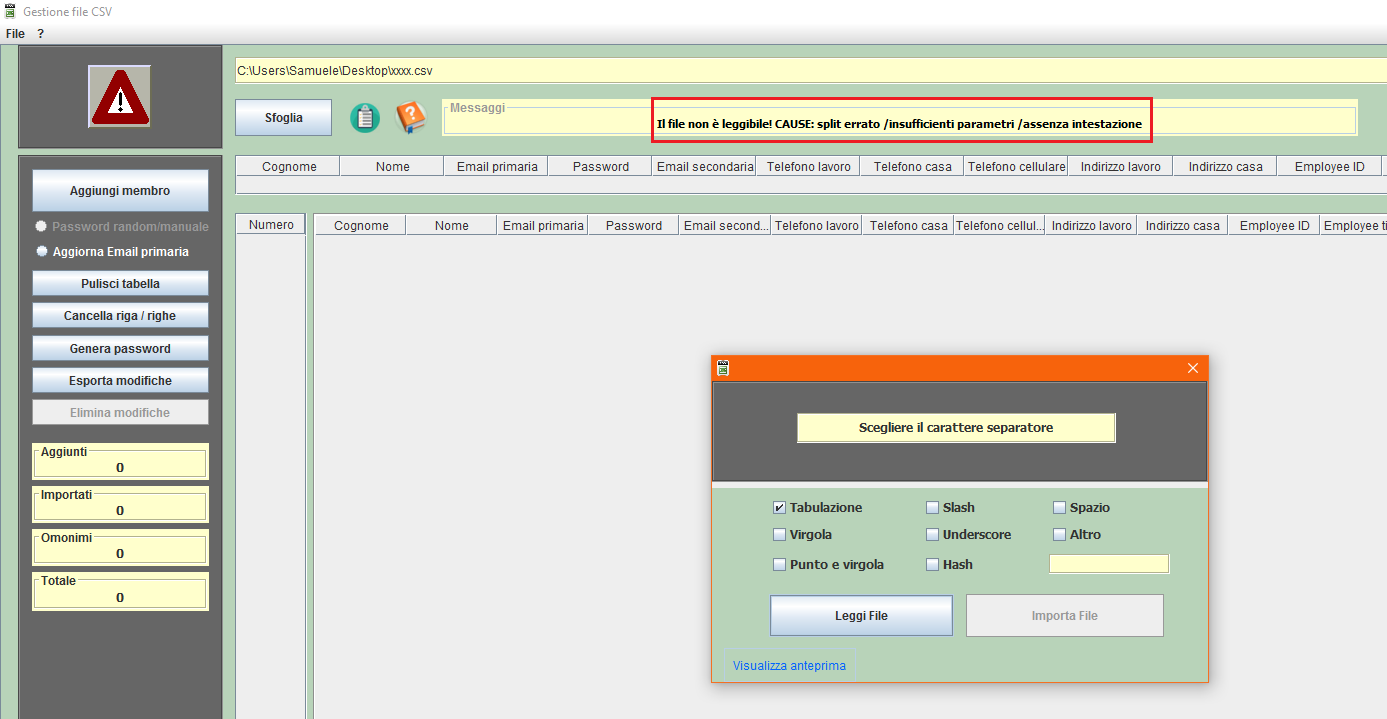 Gestione file CSV
File ?
C:\Users\Samuele\Desktop\xxxx.csv
Sfoglia
Messaggi
Il file non è leggibile! CAUSE: split errato /insufficienti parametri /assenza intestazione
Cognome Nome Email primaria Password Email secondaria Telefono lavoro Telefono casa Telefono cellulare Indirizzo lavoro Indirizzo casa Employee ID
Aggiungi membro
Password random/manuale
Aggiorna Email primaria
Pulisci tabella
Cancella riga / righe
Genera password
Esporta modifiche
Elimina modifiche
Aggiunti
0
Importati
0
Omonimi
0
Totale
0
Numero Cognome Nome Email primaria Password Email second... Telefono lavoro Telefono casa Telefono cellul... Indirizzo lavoro Indirizzo casa Employee ID Employee ti
Scegliere il carattere separatore
Tabulazione Slash Spazio
Virgola Underscore Altro
Punto e virgola Hash
Leggi File Importa File
Visualizza anteprima